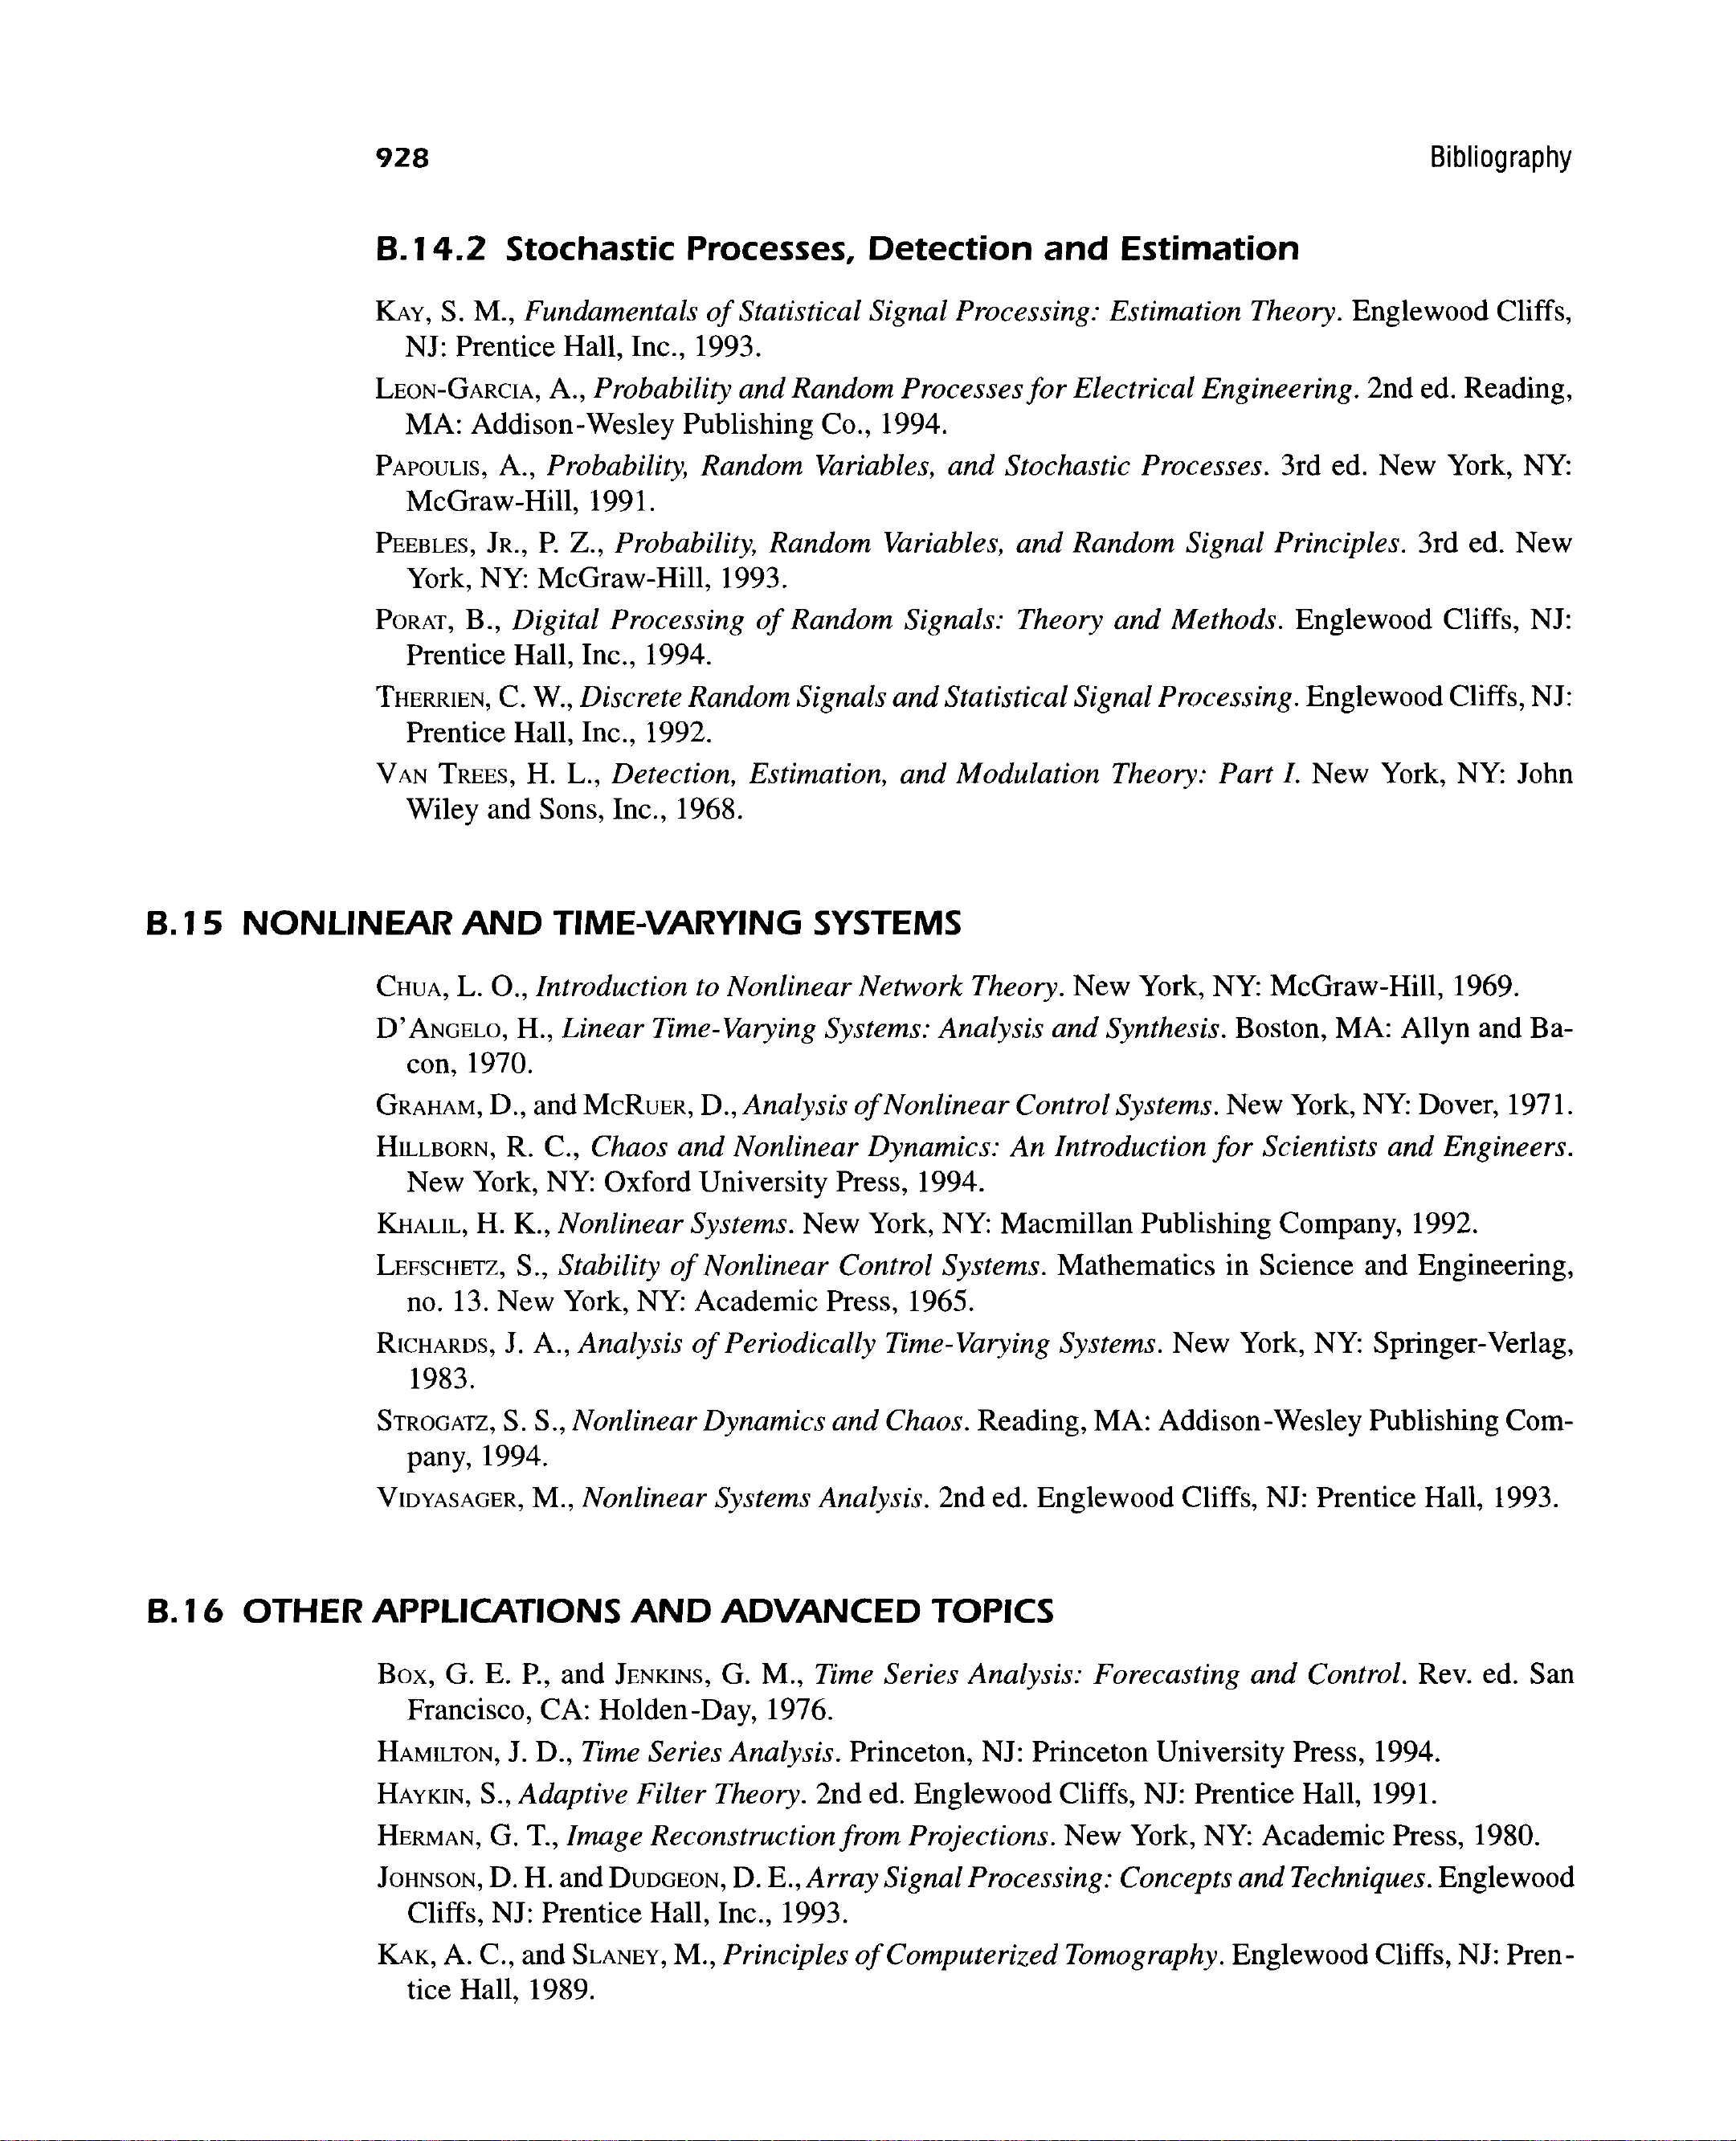 928 Bibliography
B.14.2 Stochastic Processes, Detection and Estimation
KAY, S. M., Fundamentals of Statistical Signal Processing: Estimation Theory. Englewood Cliffs,
NJ: Prentice Hall, Inc., 1993.
LEON-GARCIA, A., Probability and Random Processes for Electrical Engineering. 2nd ed. Reading,
MA: Addison-Wesley Publishing Co., 1994.
PAPOULIS, A., Probability, Random Variables, and Stochastic Processes. 3rd ed. New York, NY:
McGraw-Hill, 1991.
PEEBLES, JR., P. Z., Probability, Random Variables, and Random Signal Principles. 3rd ed. New
York, NY: McGraw-Hill, 1993.
PORAT, B., Digital Processing of Random Signals: Theory and Methods. Englewood Cliffs, NJ:
Prentice Hall, Inc., 1994.
THERRIEN, C. W., Discrete Random Signals and Statistical Signal Processing. Englewood Cliffs, NJ:
Prentice Hall, Inc., 1992.
VAN TREES, H. L., Detection, Estimation, and Modulation Theory: Part I. New York, NY: John
Wiley and Sons, Inc., 1968.
B.15 NONLINEAR AND TIME-VARYING SYSTEMS
CHUA, L. O., Introduction to Nonlinear Network Theory. New York, NY: McGraw-Hill, 1969.
D'ANGELO, H., Linear Time-Varying Systems: Analysis and Synthesis. Boston, MA: Allyn and Ba-
con, 1970.
GRAHAM, D., and MCRUER, D., Analysis of Nonlinear Control Systems. New York, NY: Dover, 1971.
HILLBORN, R. C., Chaos and Nonlinear Dynamics: An Introduction for Scientists and Engineers.
New York, NY: Oxford University Press, 1994.
KHALIL, H. K., Nonlinear Systems. New York, NY: Macmillan Publishing Company, 1992.
LEFSCHETZ, S., Stability of Nonlinear Control Systems. Mathematics in Science and Engineering,
no. 13. New York, NY: Academic Press, 1965.
RICHARDS, J. A., Analysis of Periodically Time-Varying Systems. New York, NY: Springer-Verlag,
1983.
STROGATZ, S. S., Nonlinear Dynamics and Chaos. Reading, MA: Addison-Wesley Publishing Com-
pany, 1994.
VIDYASAGER, M., Nonlinear Systems Analysis. 2nd ed. Englewood Cliffs, NJ: Prentice Hall, 1993.
B.16 OTHER APPLICATIONS AND ADVANCED TOPICS
BOX, G. E. P., and JENKINS, G. M., Time Series Analysis: Forecasting and Control. Rev. ed. San
Francisco, CA: Holden-Day, 1976.
HAMILTON, J. D., Time Series Analysis. Princeton, NJ: Princeton University Press, 1994.
HAYKIN, S., Adaptive Filter Theory. 2nd ed. Englewood Cliffs, NJ: Prentice Hall, 1991.
HERMAN, G. T., Image Reconstruction from Projections. New York, NY: Academic Press, 1980.
JOHNSON, D. H. and DUDGEON, D. E., Array Signal Processing: Concepts and Techniques. Englewood
Cliffs, NJ: Prentice Hall, Inc., 1993.
KAK, A. C., and SLANEY, M., Principles of Computerized Tomography. Englewood Cliffs, NJ: Pren-
tice Hall, 1989.